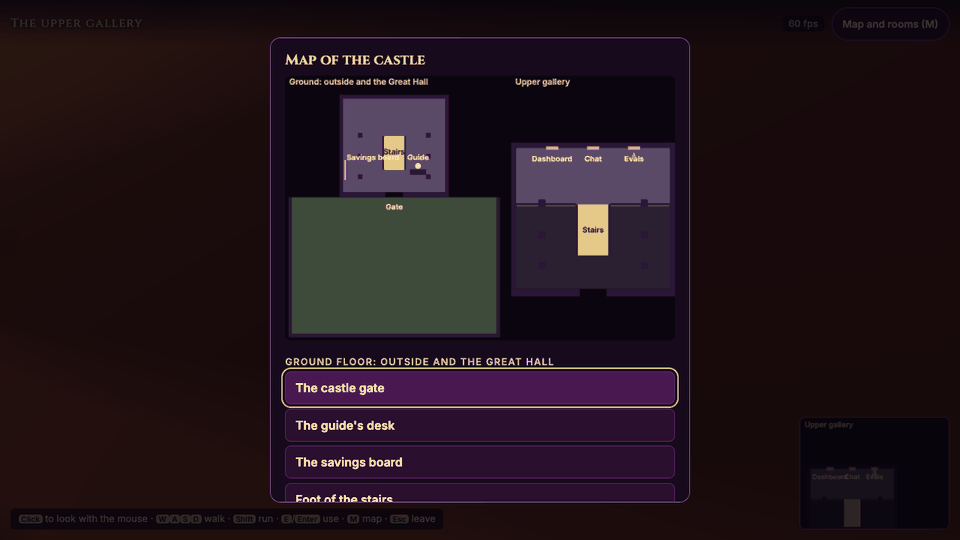 THE UPPER GALLERY
60 fps
Map and rooms (M)
MAP OF THE CASTLE
Ground: outside and the Great Hall
Upper gallery
Stairs
Savings board
Guide
Gate
Dashboard
Chat
Evals
Stairs
GROUND FLOOR: OUTSIDE AND THE GREAT HALL
The castle gate
The guide's desk
The savings board
Foot of the stairs
Upper gallery
Dashboard
Chat
Evals
Click to look with the mouse · W A S D walk · Shift run · E/Enter use · M map · Esc leave